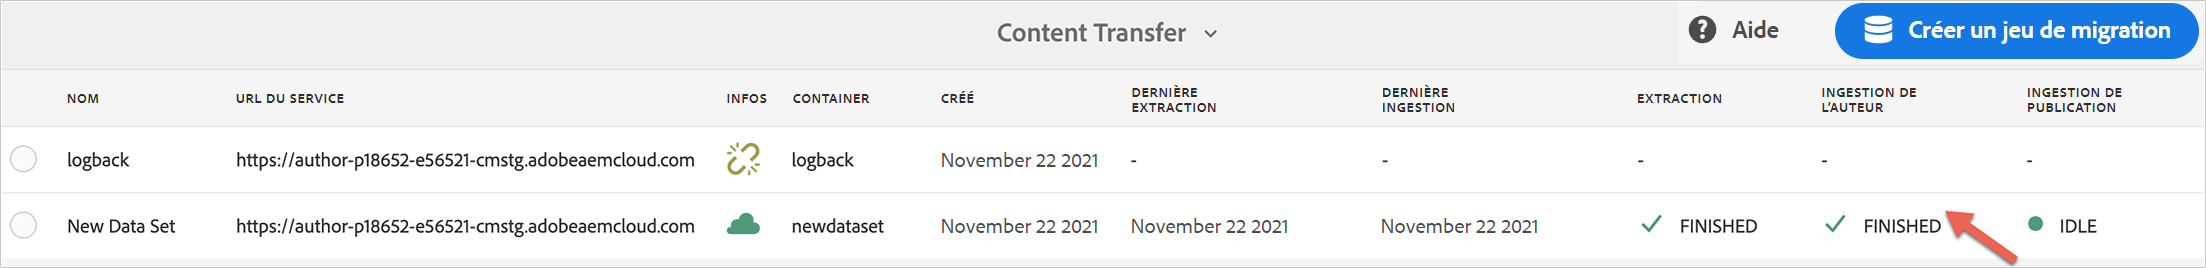 Content Transfer
? Aide
Créer un jeu de migration
NOM URL DU SERVICE INFOS CONTAINER CRÉÉ DERNIÈRE EXTRACTION DERNIÈRE INGESTION EXTRACTION INGESTION DE L'AUTEUR INGESTION DE PUBLICATION
logback https://author-p18652-e56521-cmstg.adobeaemcloud.com logback November 22 2021 - - - - -
New Data Set https://author-p18652-e56521-cmstg.adobeaemcloud.com newdataset November 22 2021 November 22 2021 November 22 2021 FINISHED FINISHED IDLE